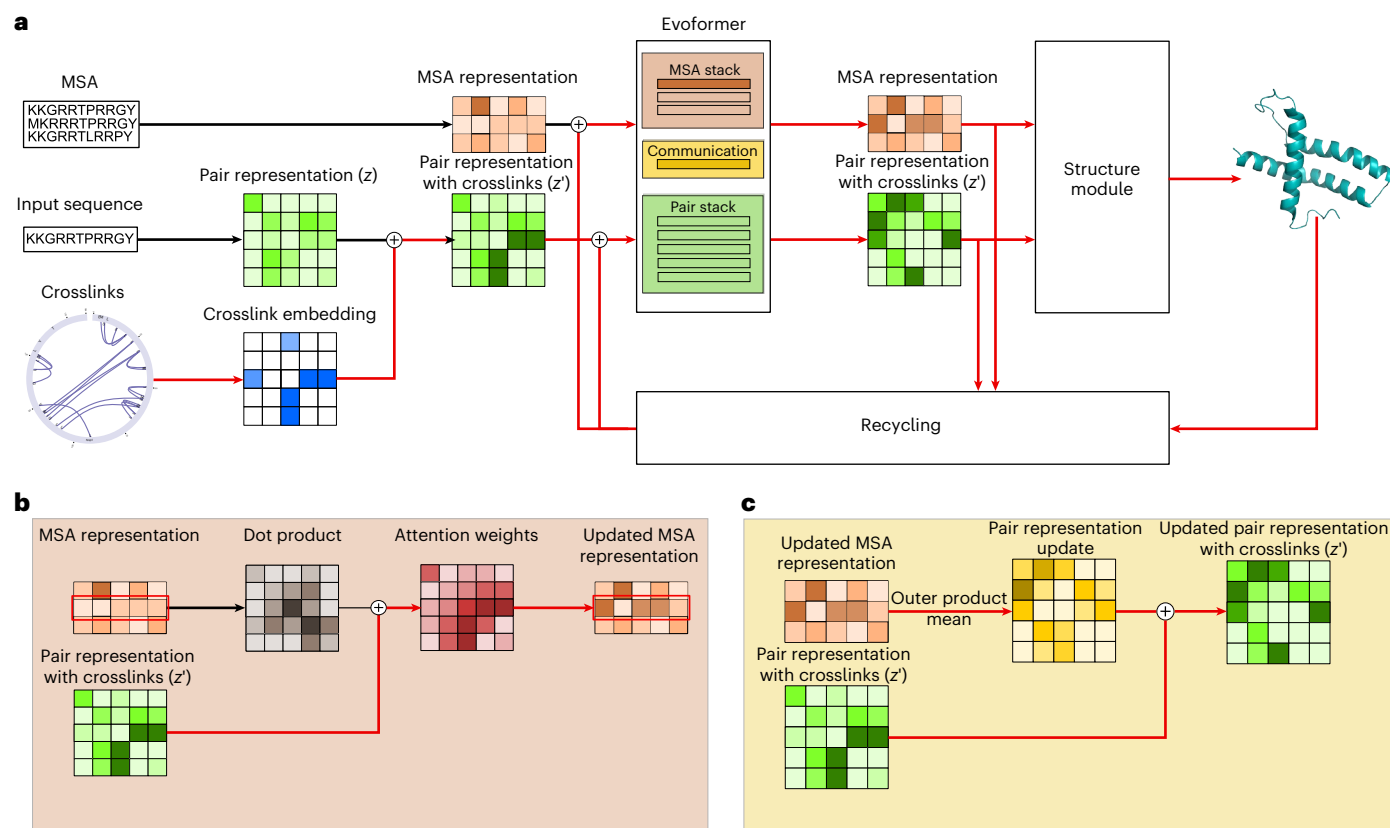 a
Evoformer
MSA
KKGRRTPRRGY
MKRRRTPRRGY
KKGRRTLRRPY
MSA representation
MSA stack
MSA representation
Communication
Pair representation (z)
Pair representation
with crosslinks (z')
Pair representation
with crosslinks (z')
Structure
module
Input sequence
KKGRRTPRRGY
Pair stack
Crosslinks
Crosslink embedding
Recycling
b
MSA representation
Dot product
Attention weights
Updated MSA
representation
Pair representation
with crosslinks (z')
c
Updated MSA
representation
Pair representation
update
Updated pair representation
with crosslinks (z')
Outer product
mean
Pair representation
with crosslinks (z')